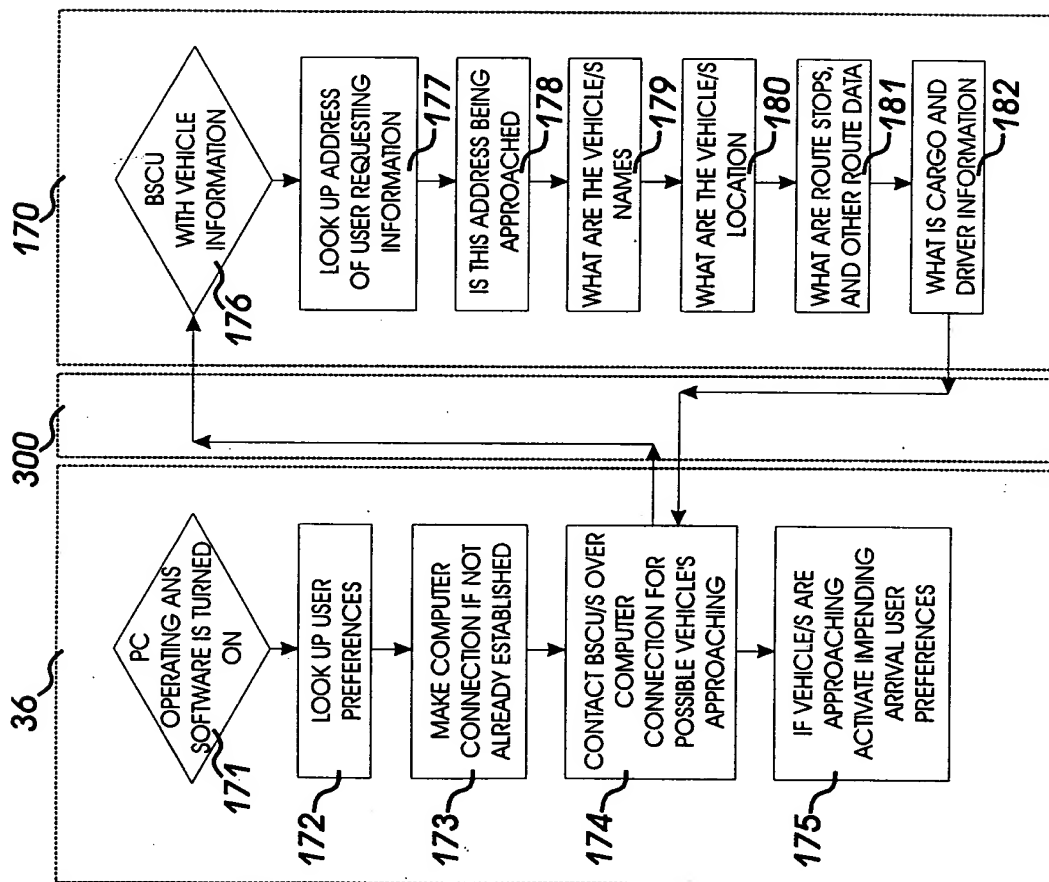 36
300
170
PC
OPERATING ANS
SOFTWARE IS TURNED
ON
171
LOOK UP USER
PREFERENCES
172
MAKE COMPUTER
CONNECTION IF NOT
ALREADY ESTABLISHED
173
CONTACT BSCU/S OVER
COMPUTER
CONNECTION FOR
POSSIBLE VEHICLE'S
APPROACHING
174
IF VEHICLE/S ARE
APPROACHING
ACTIVATE IMPENDING
ARRIVAL USER
PREFERENCES
175
BSCU
WITH VEHICLE
INFORMATION
176
LOOK UP ADDRESS
OF USER REQUESTING
INFORMATION
177
IS THIS ADDRESS BEING
APPROACHED
178
WHAT ARE THE VEHICLE/S
NAMES
179
WHAT ARE THE VEHICLE/S
LOCATION
180
WHAT ARE ROUTE STOPS,
AND OTHER ROUTE DATA
181
WHAT IS CARGO AND
DRIVER INFORMATION
182